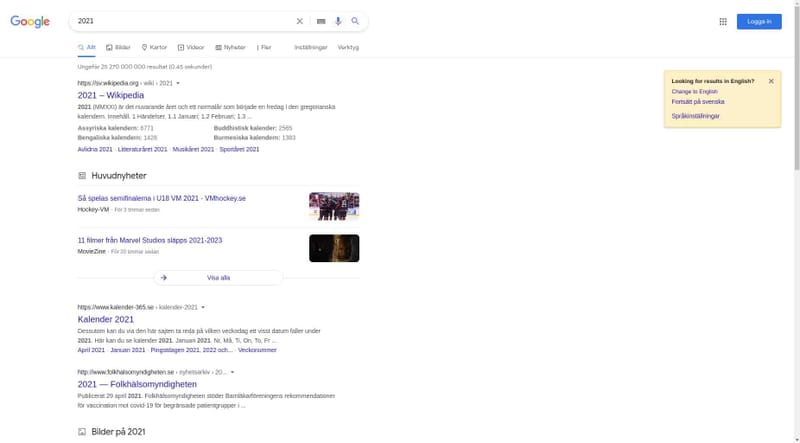 Google
2021
Logga in
Allt
Bilder
Kartor
Videor
Nyheter
Fler
Inställningar
Verktyg
Ungefär 25 270 000 000 resultat (0,45 sekunder)
https://sv.wikipedia.org › wiki › 2021
2021 – Wikipedia
2021 (MMXXI) är det nuvarande året och ett normalår som började en fredag i den gregorianska
kalendern. Innehåll. 1 Händelser. 1.1 Januari; 1.2 Februari; 1.3 ...
Assyriska kalendern: 6771
Buddhistisk kalender: 2565
Bengaliska kalendern: 1428
Burmesiska kalendern: 1383
Avlidna 2021 · Litteraturåret 2021 · Musikåret 2021 · Sportåret 2021
Looking for results in English?
Change to English
Fortsätt på svenska
Språkinställningar
Huvudnyheter
Så spelas semifinalerna i U18 VM 2021 - VMhockey.se
Hockey-VM · För 3 timmar sedan
11 filmer från Marvel Studios släpps 2021-2023
MovieZine · För 20 timmar sedan
Visa alla
https://www.kalender-365.se › kalender-2021
Kalender 2021
Dessutom kan du via den här sajten ta reda på vilken veckodag ett visst datum faller under
2021. Här kan du se kalender 2021. Januari 2021. Nr, Må, Ti, On, To, Fr ...
April 2021 · Januari 2021 · Pingstdagen 2021, 2022 och... · Veckonummer
http://www.folkhalsomyndigheten.se › nyhetsarkiv › 20...
2021 — Folkhälsomyndigheten
Publicerat 29 april 2021. Folkhälsomyndigheten stöder Barnläkarföreningens rekommendationer
för vaccination mot covid-19 för begränsade patientgrupper i ...
Bilder på 2021